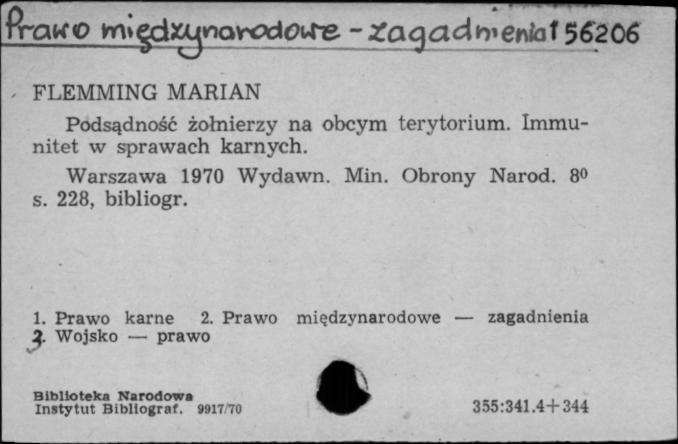 Prawo międzynarodowe - zagadnienia 156206
FLEMMING MARIAN
Podsądność żołnierzy na obcym terytorium. Immu-
nitet w sprawach karnych.
Warszawa 1970 Wydawn. Min. Obrony Narod. 8⁰
s. 228, bibliogr.
1. Prawo karne 2. Prawo międzynarodowe — zagadnienia
3. Wojsko — prawo
Biblioteka Narodowa
Instytut Bibliograf. 9917/70
355:341.4+344